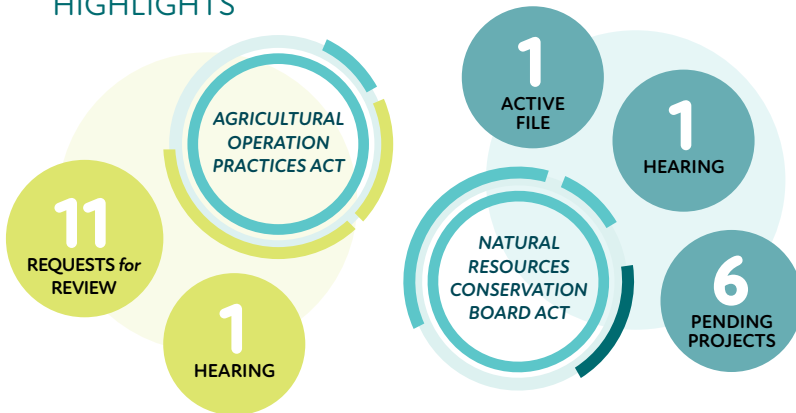 HIGHLIGHTS
AGRICULTURAL
OPERATION
PRACTICES ACT
11
REQUESTS for
REVIEW
1
HEARING
1
ACTIVE
FILE
1
HEARING
NATURAL
RESOURCES
CONSERVATION
BOARD ACT
6
PENDING
PROJECTS